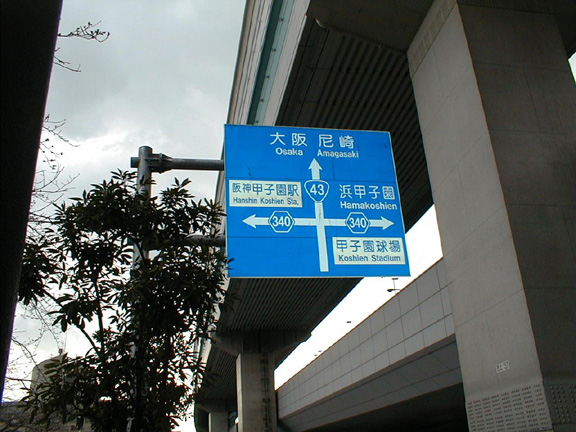 大阪 尼崎
Osaka Amagasaki
阪神甲子園駅
Hanshin Koshien Sta.
43
浜甲子園
Hamakoshien
340
340
甲子園球場
Koshien Stadium